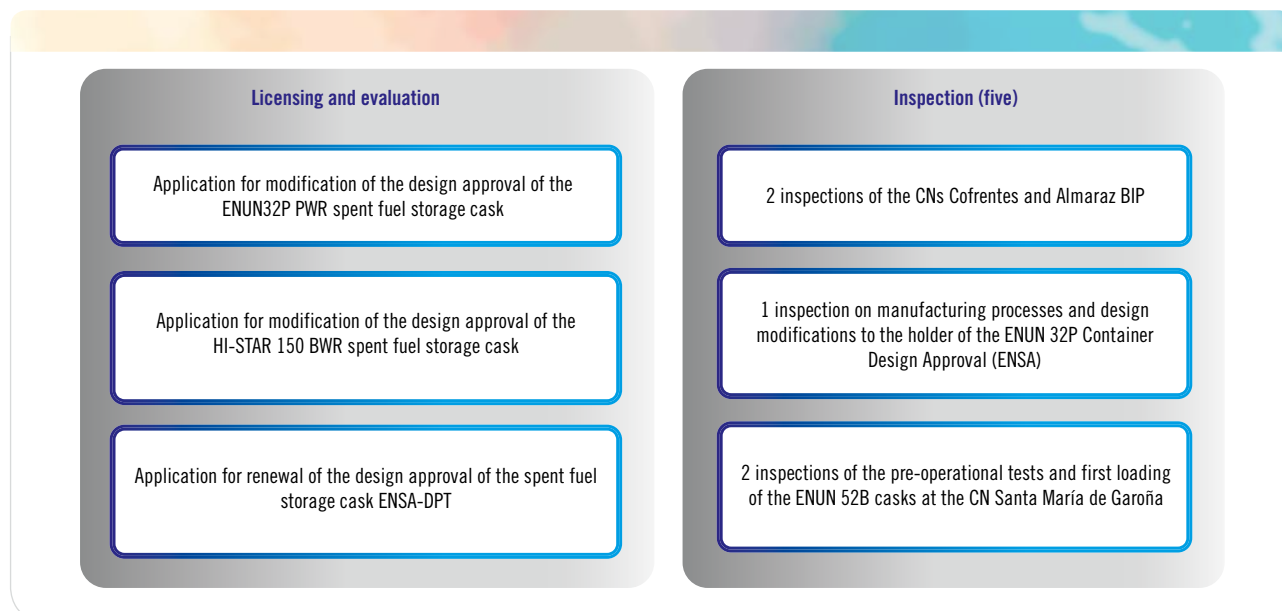 Licensing and evaluation
Application for modification of the design approval of the
ENUN32P PWR spent fuel storage cask
Application for modification of the design approval of the
HI-STAR 150 BWR spent fuel storage cask
Application for renewal of the design approval of the spent fuel
storage cask ENSA-DPT
Inspection (five)
2 inspections of the CNs Cofrentes and Almaraz BIP
1 inspection on manufacturing processes and design
modifications to the holder of the ENUN 32P Container
Design Approval (ENSA)
2 inspections of the pre-operational tests and first loading
of the ENUN 52B casks at the CN Santa María de Garoña